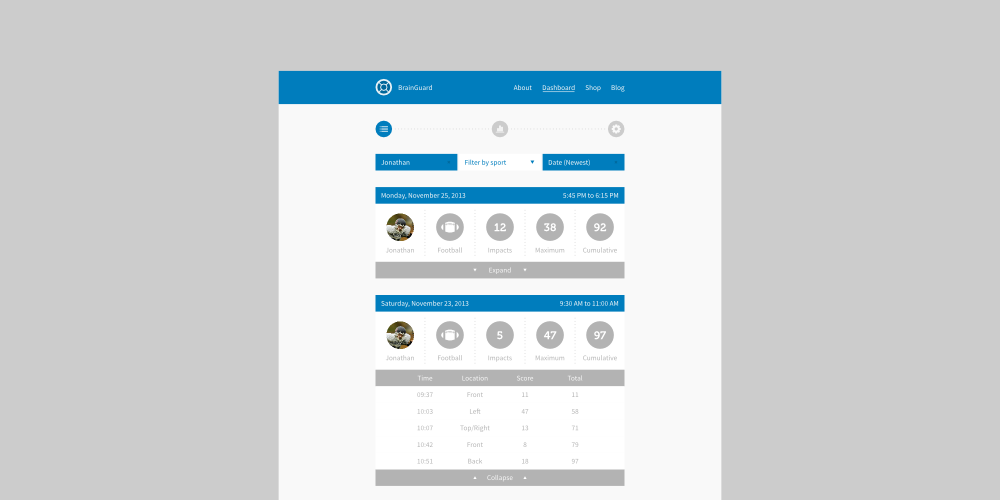 BrainGuard About Dashboard Shop Blog
Jonathan Filter by sport Date (Newest)
Monday, November 25, 2013 5:45 PM to 6:15 PM
12 38 92
Jonathan Football Impacts Maximum Cumulative
Expand
Saturday, November 23, 2013 9:30 AM to 11:00 AM
5 47 97
Jonathan Football Impacts Maximum Cumulative
Time Location Score Total
09:37 Front 11 11
10:03 Left 47 58
10:07 Top/Right 13 71
10:42 Front 8 79
10:51 Back 18 97
Collapse